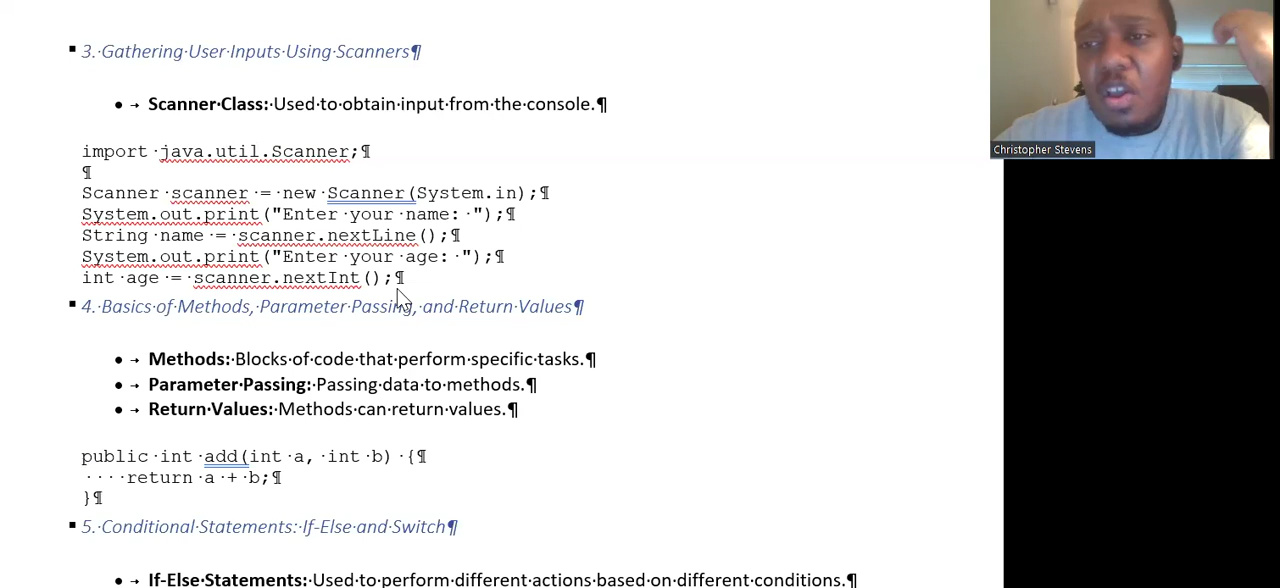 3. Gathering User Inputs Using Scanners¶
Scanner Class: Used to obtain input from the console.¶
Christopher Stevens
import java.util.Scanner;¶
¶
Scanner scanner = new Scanner(System.in);¶
System.out.print("Enter your name: ");¶
String name = scanner.nextLine();¶
System.out.print("Enter your age: ");¶
int age = scanner.nextInt();¶
4. Basics of Methods, Parameter Passing, and Return Values¶
Methods: Blocks of code that perform specific tasks.¶
Parameter Passing: Passing data to methods.¶
Return Values: Methods can return values.¶
public int add(int a, int b) {¶
    return a + b;¶
}¶
5. Conditional Statements: If-Else and Switch¶
If-Else Statements: Used to perform different actions based on different conditions.¶